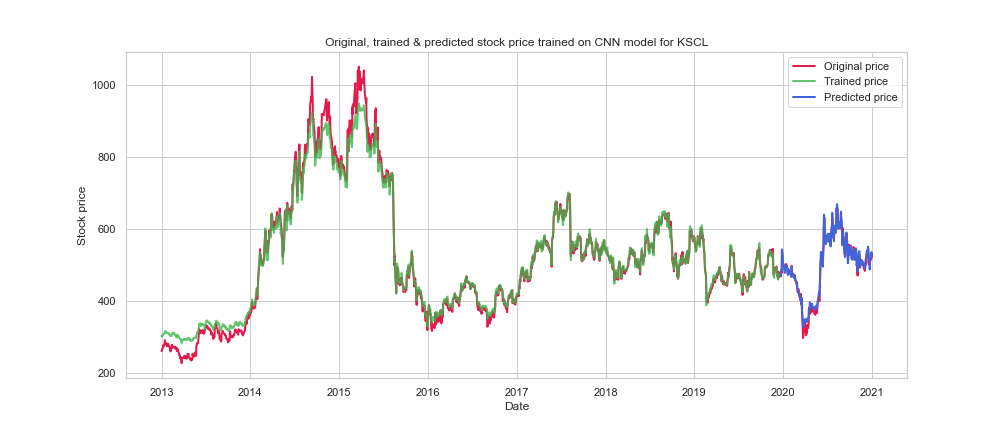 Original, trained & predicted stock price trained on CNN model for KSCL
Original price
Trained price
Predicted price
Stock price
1000
800
600
400
200
2013 2014 2015 2016 2017 2018 2019 2020 2021
Date